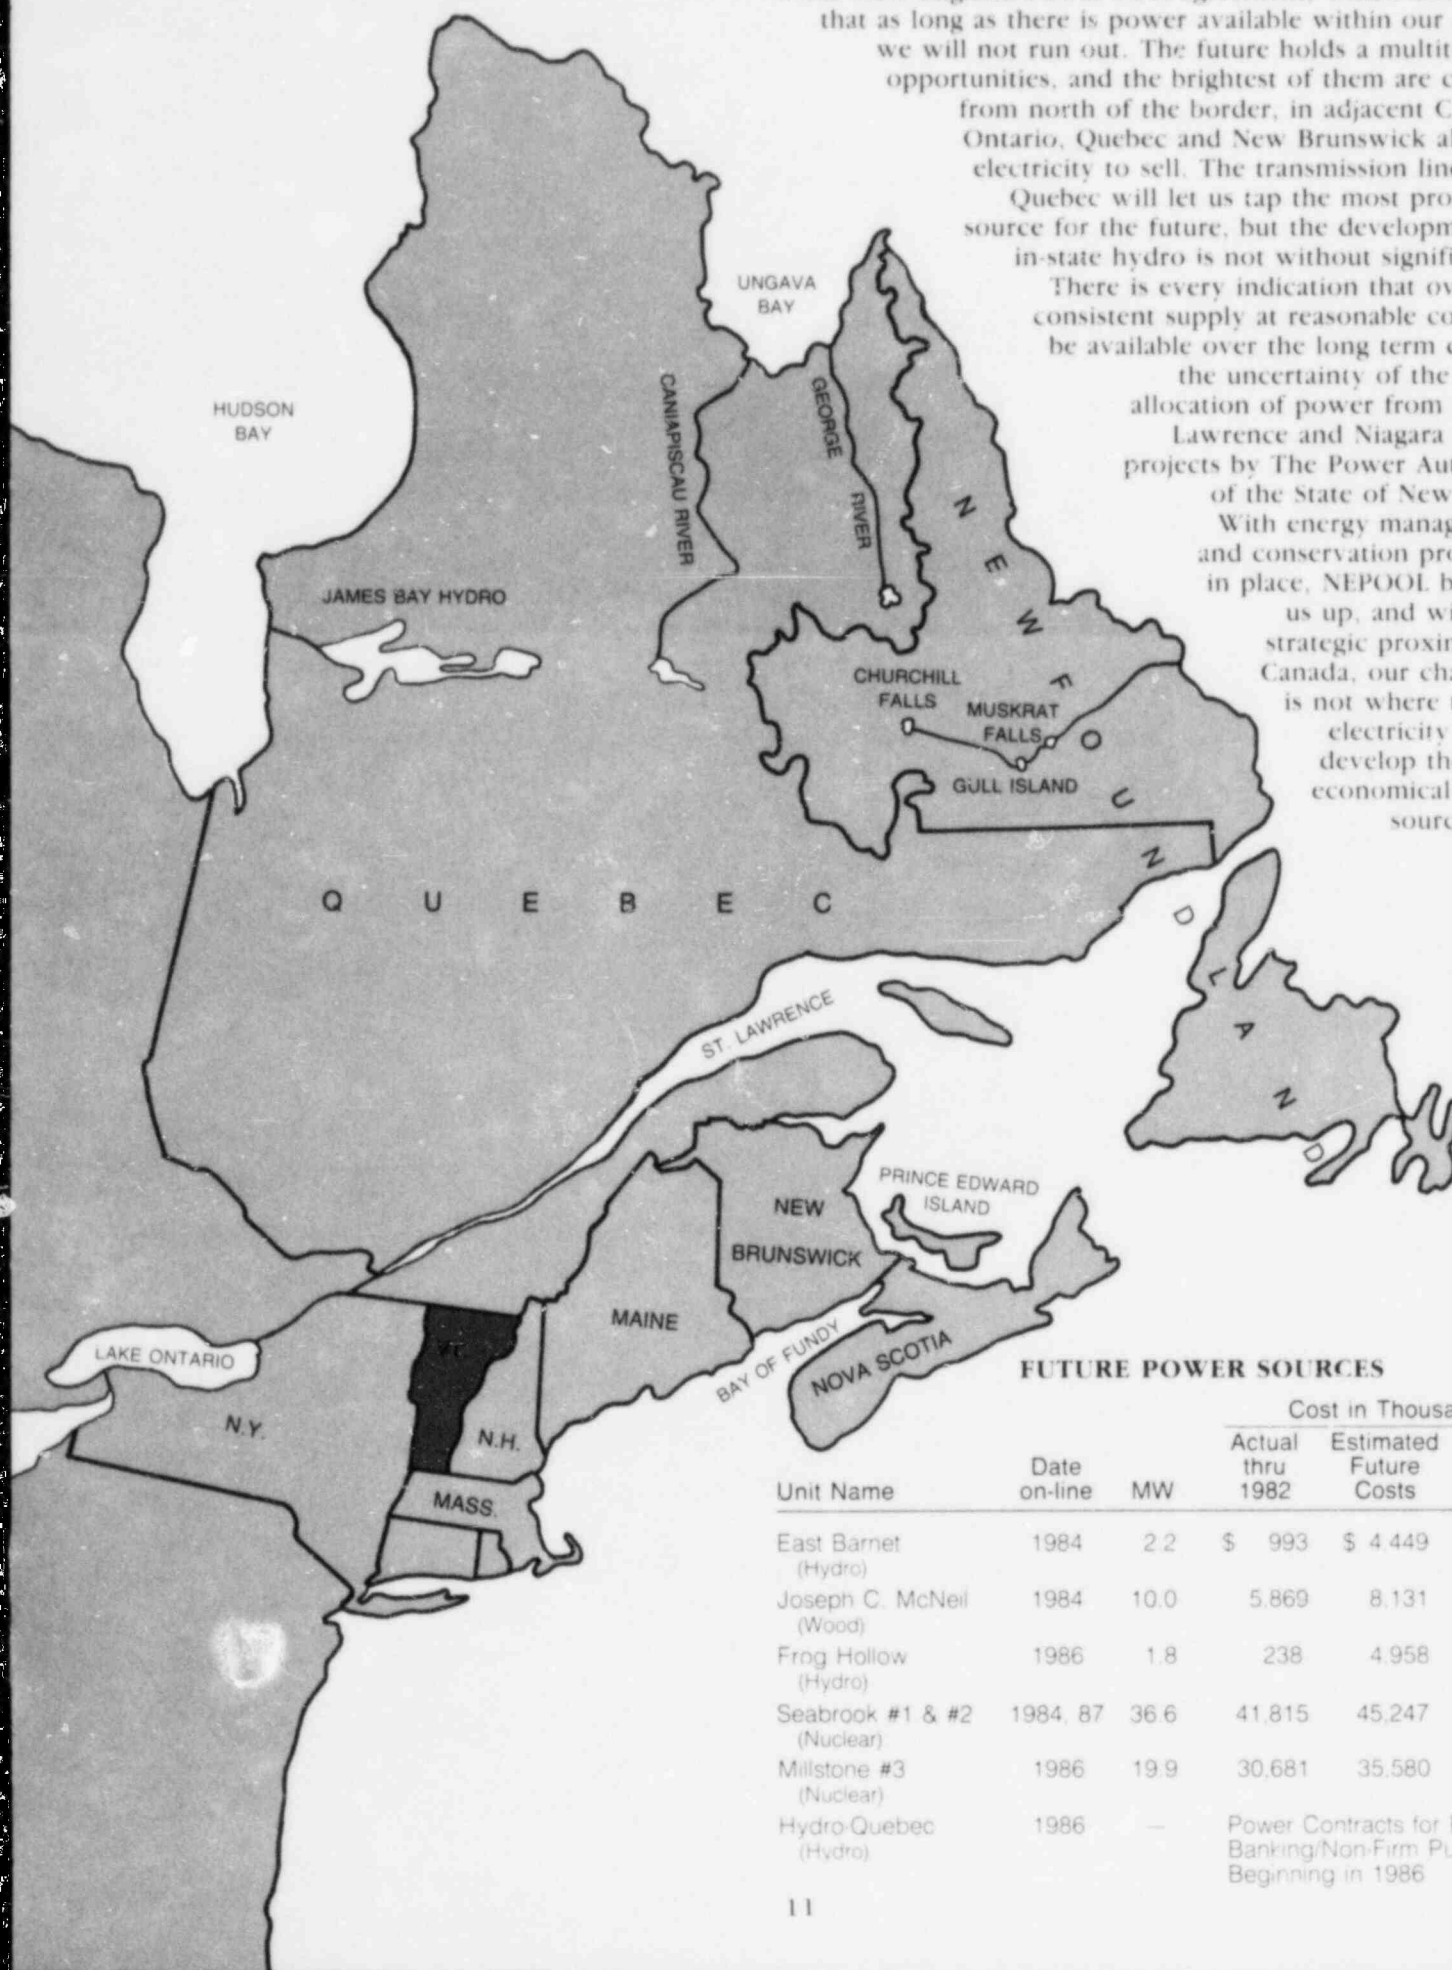 that as long as there is power available within our
we will not run out. The future holds a
opportunities, and the brightest of them are
from north of the border, in adjacent
Ontario, Quebec and New Brunswick
electricity to sell. The transmission
Quebec will let us tap the most
source for the future, but the
in-state hydro is not without
There is every indication that
consistent supply at reasonable
be available over the long term
the uncertainty of the
allocation of power from
Lawrence and Niagara
projects by The Power
of the State of New
With energy
and conservation
in place, NEPOOL
us up, and
strategic
Canada, our
is not where
electricity
develop
economical
UNGAVA
BAY
HUDSON
BAY
CANIAPISCAU RIVER
GEORGE
RIVER
JAMES BAY HYDRO
NEWFOUNDLAND
CHURCHILL
FALLS
MUSKRAT
FALLS
GULL ISLAND
QUEBEC
ST. LAWRENCE
PRINCE EDWARD
ISLAND
NEW
BRUNSWICK
MAINE
BAY OF FUNDY
NOVA SCOTIA
LAKE ONTARIO
VT.
N.Y.
N.H.
MASS.
FUTURE POWER SOURCES
Cost in
Actual Estimated
Date thru Future
Unit Name on-line MW 1982 Costs
East Barnet 1984 2.2 $ 993 $ 4,449
(Hydro)
Joseph C. McNeil 1984 10.0 5,869 8,131
(Wood)
Frog Hollow 1986 1.8 238 4,958
(Hydro)
Seabrook #1 & #2 1984, 87 36.6 41,815 45,247
(Nuclear)
Millstone #3 1986 19.9 30,681 35,580
(Nuclear)
Hydro-Quebec 1986 — Power Contracts for
(Hydro) Banking/Non-Firm
Beginning in 1986
11